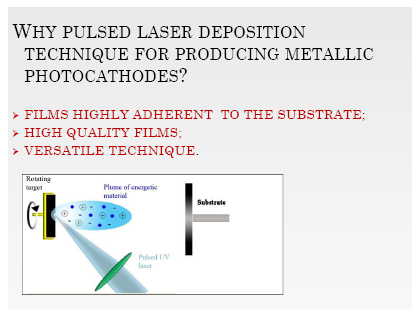 WHY PULSED LASER DEPOSITION
TECHNIQUE FOR PRODUCING METALLIC
PHOTOCATHODES?
➢ FILMS HIGHLY ADHERENT TO THE SUBSTRATE;
➢ HIGH QUALITY FILMS;
➢ VERSATILE TECHNIQUE.
Rotating
target
Plume of energetic
material
Substrate
Pulsed UV
laser